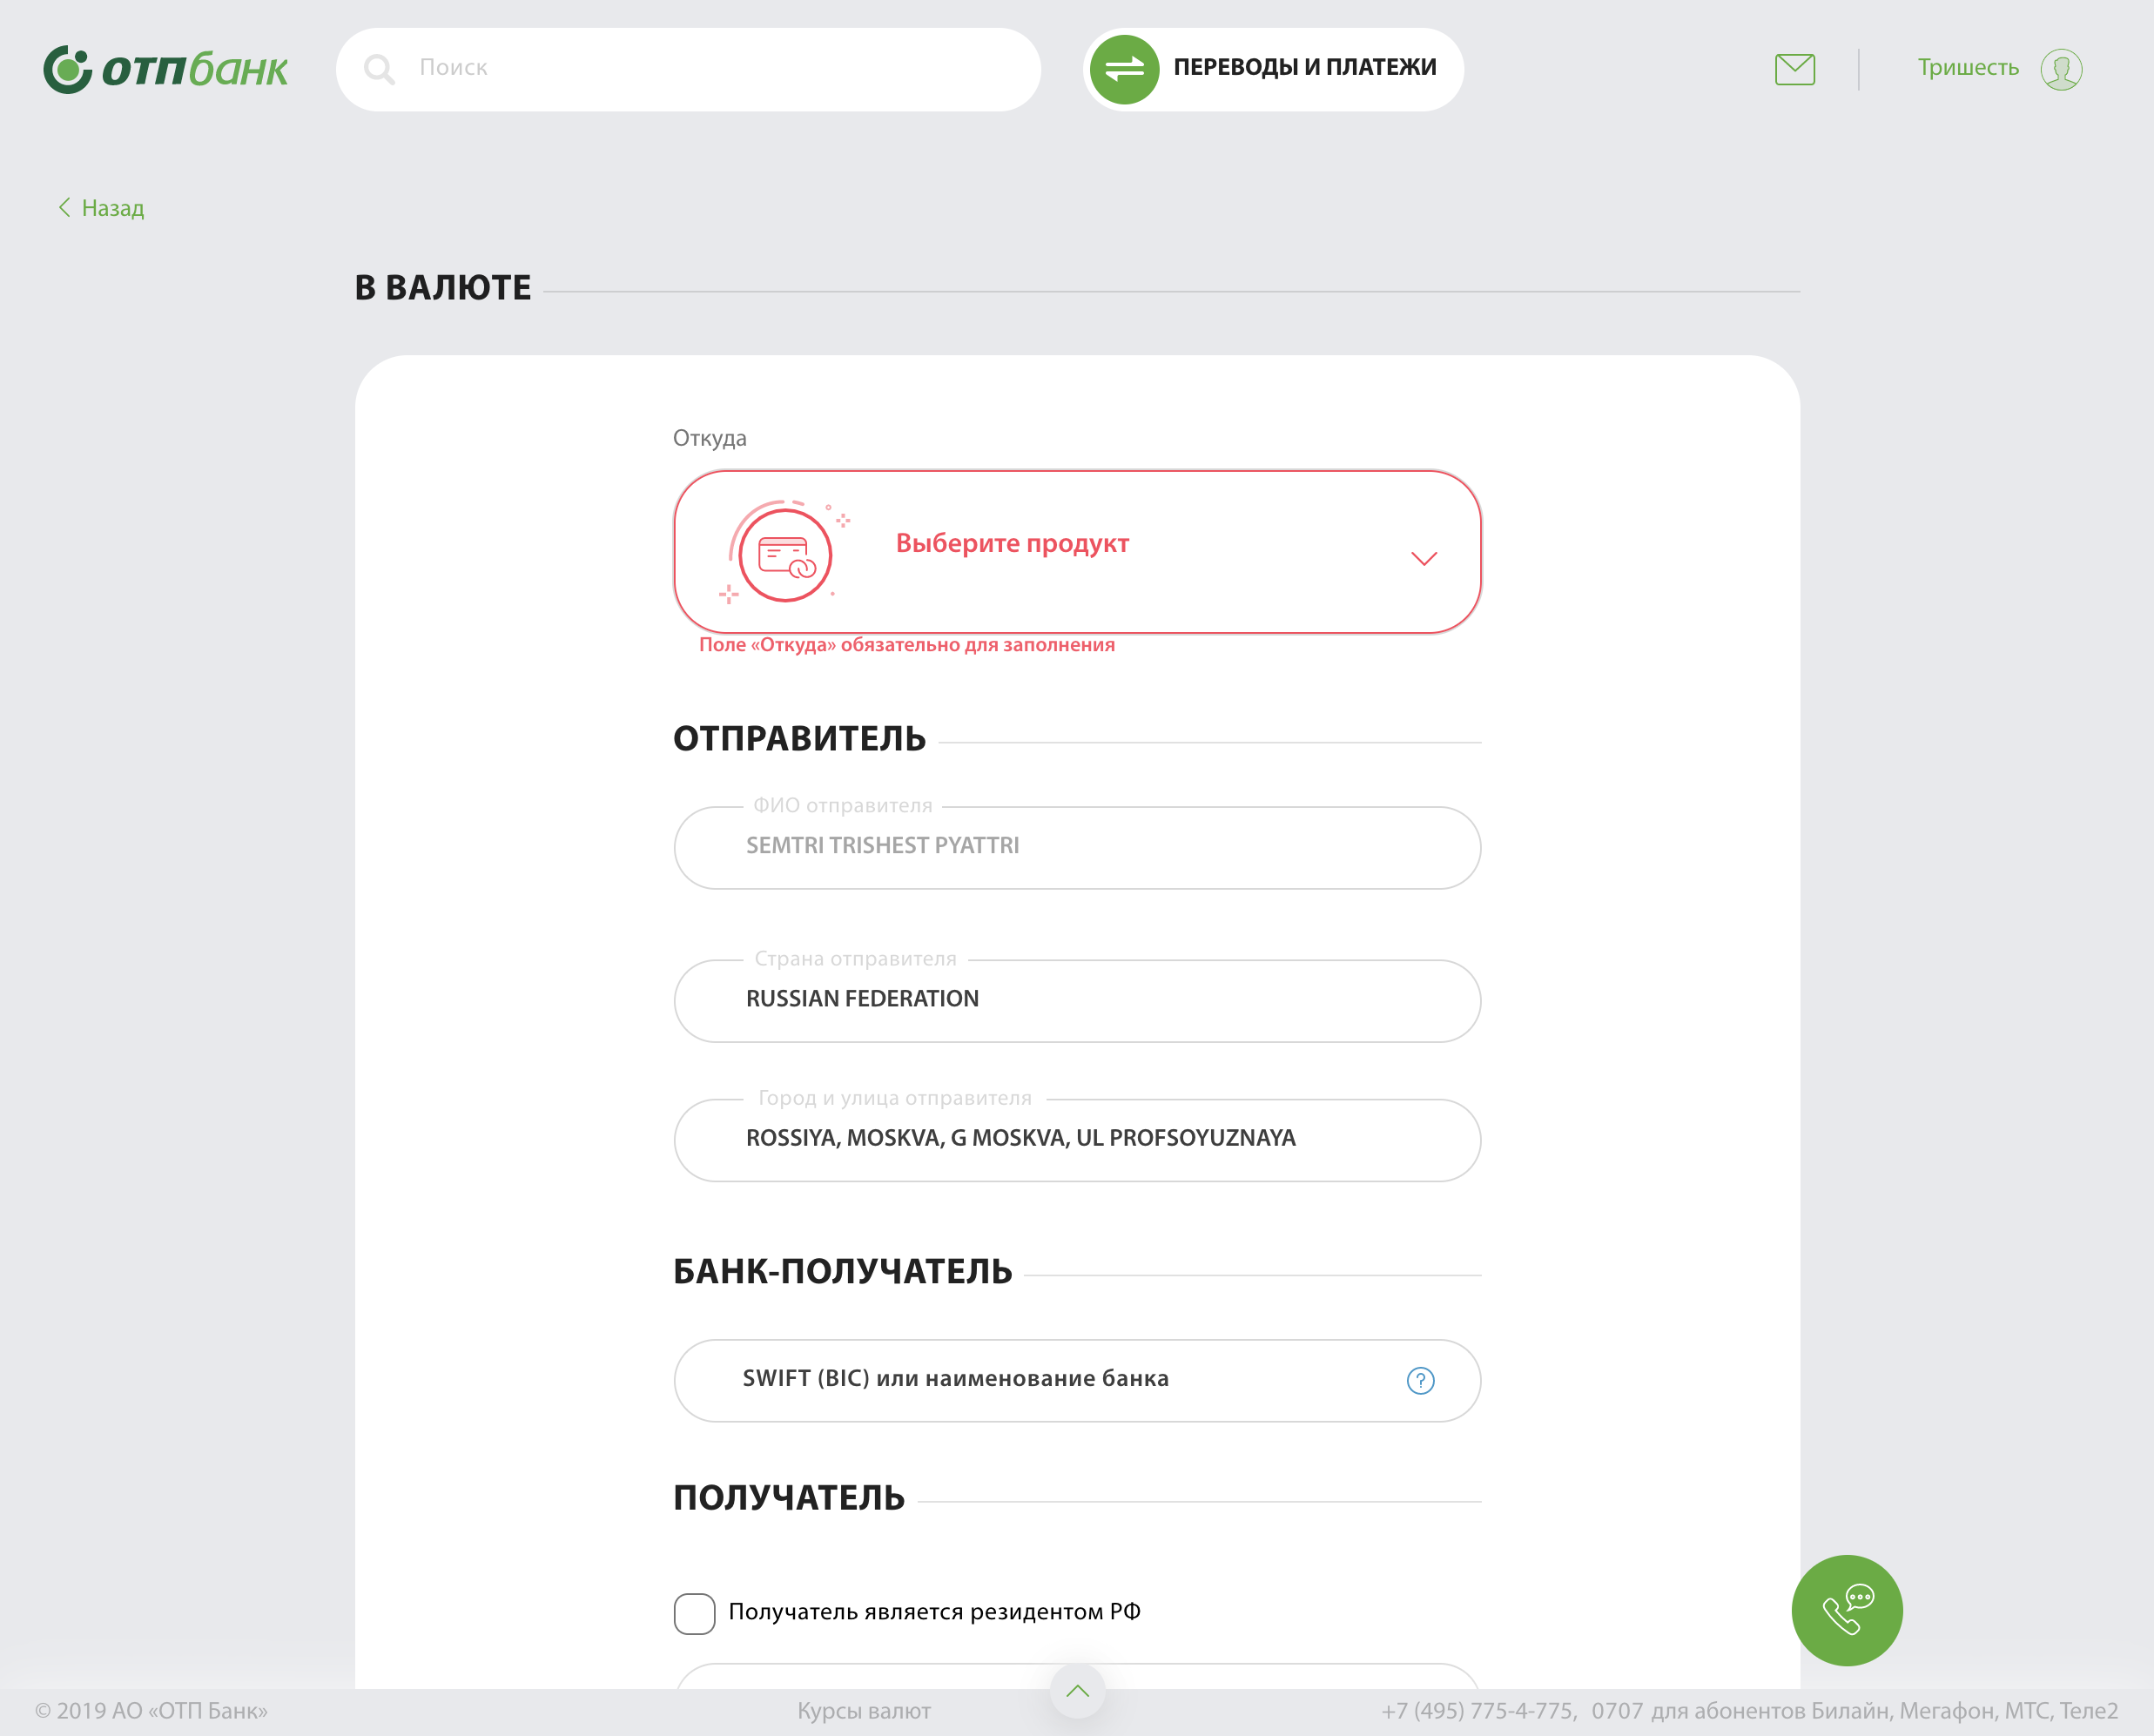 отпбанк
Поиск
ПЕРЕВОДЫ И ПЛАТЕЖИ
Тришесть
Назад
В ВАЛЮТЕ
Откуда
Выберите продукт
Поле «Откуда» обязательно для заполнения
ОТПРАВИТЕЛЬ
ФИО отправителя
SEMTRI TRISHEST PYATTRI
Страна отправителя
RUSSIAN FEDERATION
Город и улица отправителя
ROSSIYA, MOSKVA, G MOSKVA, UL PROFSOYUZNAYA
БАНК-ПОЛУЧАТЕЛЬ
SWIFT (BIC) или наименование банка
?
ПОЛУЧАТЕЛЬ
Получатель является резидентом РФ
© 2019 АО «ОТП Банк»
Курсы валют
+7 (495) 775-4-775, 0707 для абонентов Билайн, Мегафон, МТС, Теле2